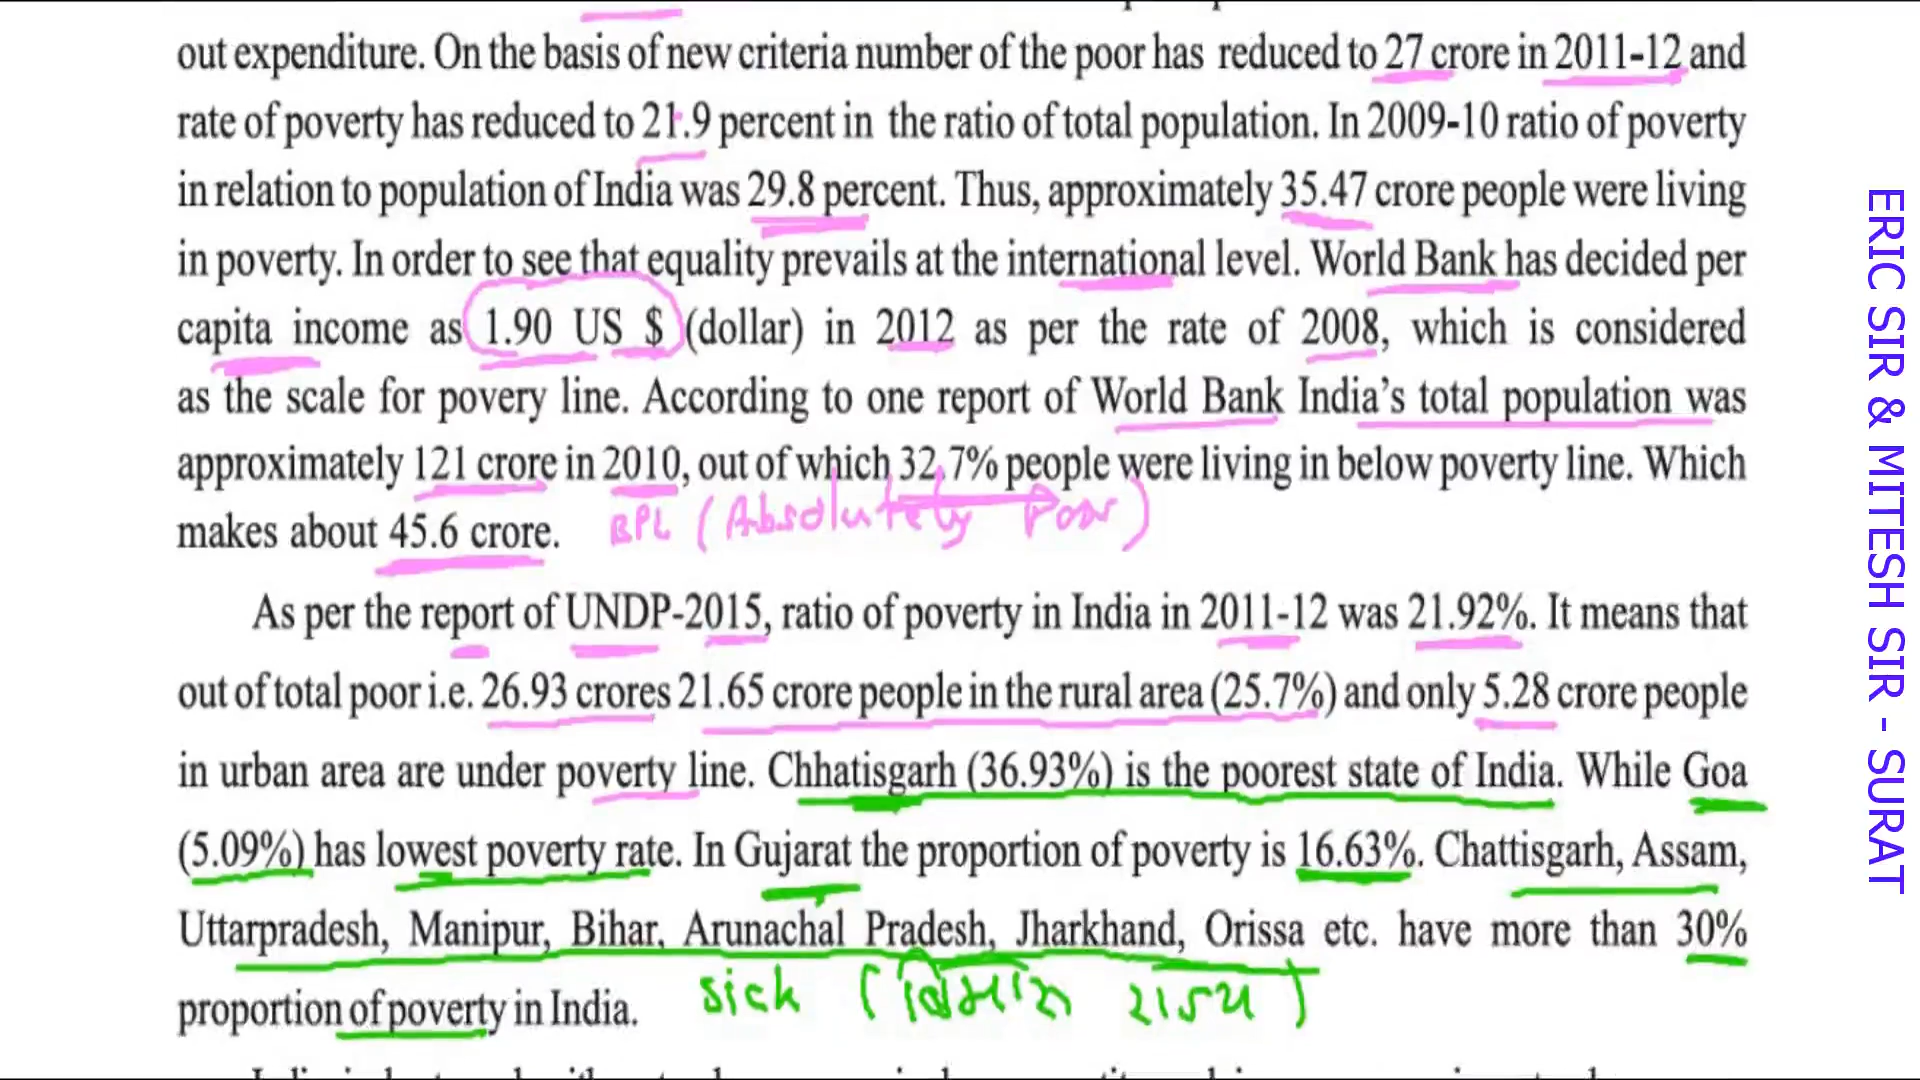 out expenditure. On the basis of new criteria number of the poor has reduced to 27 crore in 2011-12 and
rate of poverty has reduced to 21.9 percent in the ratio of total population. In 2009-10 ratio of poverty
in relation to population of India was 29.8 percent. Thus, approximately 35.47 crore people were living
in poverty. In order to see that equality prevails at the international level. World Bank has decided per
capita income as 1.90 US $ (dollar) in 2012 as per the rate of 2008, which is considered
as the scale for povery line. According to one report of World Bank India's total population was
approximately 121 crore in 2010, out of which 32.7% people were living in below poverty line. Which
makes about 45.6 crore.
BPL (Absolutely Poor)
As per the report of UNDP-2015, ratio of poverty in India in 2011-12 was 21.92%. It means that
out of total poor i.e. 26.93 crores 21.65 crore people in the rural area (25.7%) and only 5.28 crore people
in urban area are under poverty line. Chhatisgarh (36.93%) is the poorest state of India. While Goa
(5.09%) has lowest poverty rate. In Gujarat the proportion of poverty is 16.63%. Chattisgarh, Assam,
Uttarpradesh, Manipur, Bihar, Arunachal Pradesh, Jharkhand, Orissa etc. have more than 30%
proportion of poverty in India.
sick
ERIC SIR & MITESH SIR - SURAT